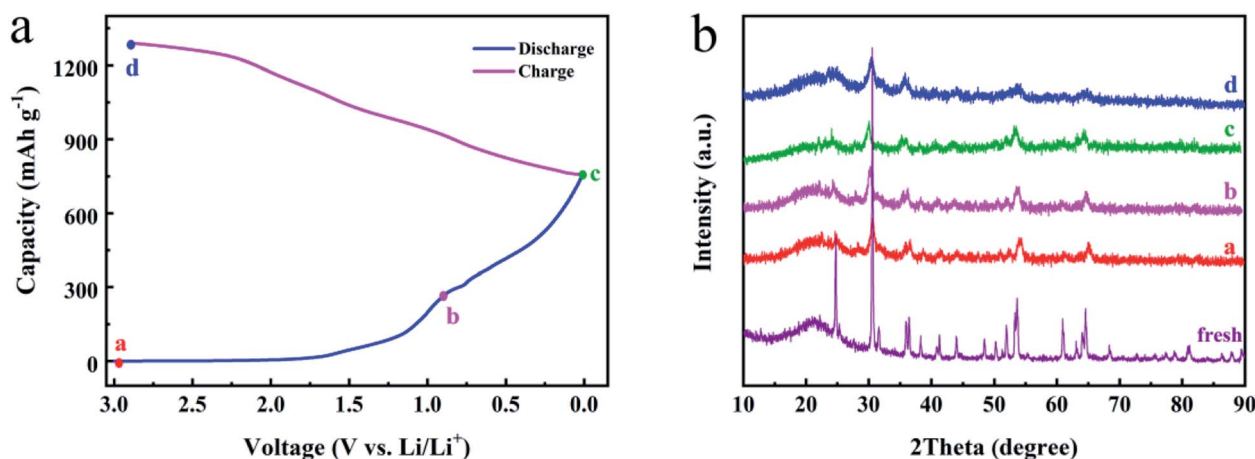 a
Discharge
Charge
Capacity (mAh g⁻¹)
1200
900
600
300
0
a
b
c
d
3.0 2.5 2.0 1.5 1.0 0.5 0.0
Voltage (V vs. Li/Li⁺)
b
Intensity (a.u.)
d
c
b
a
fresh
10 20 30 40 50 60 70 80 90
2Theta (degree)